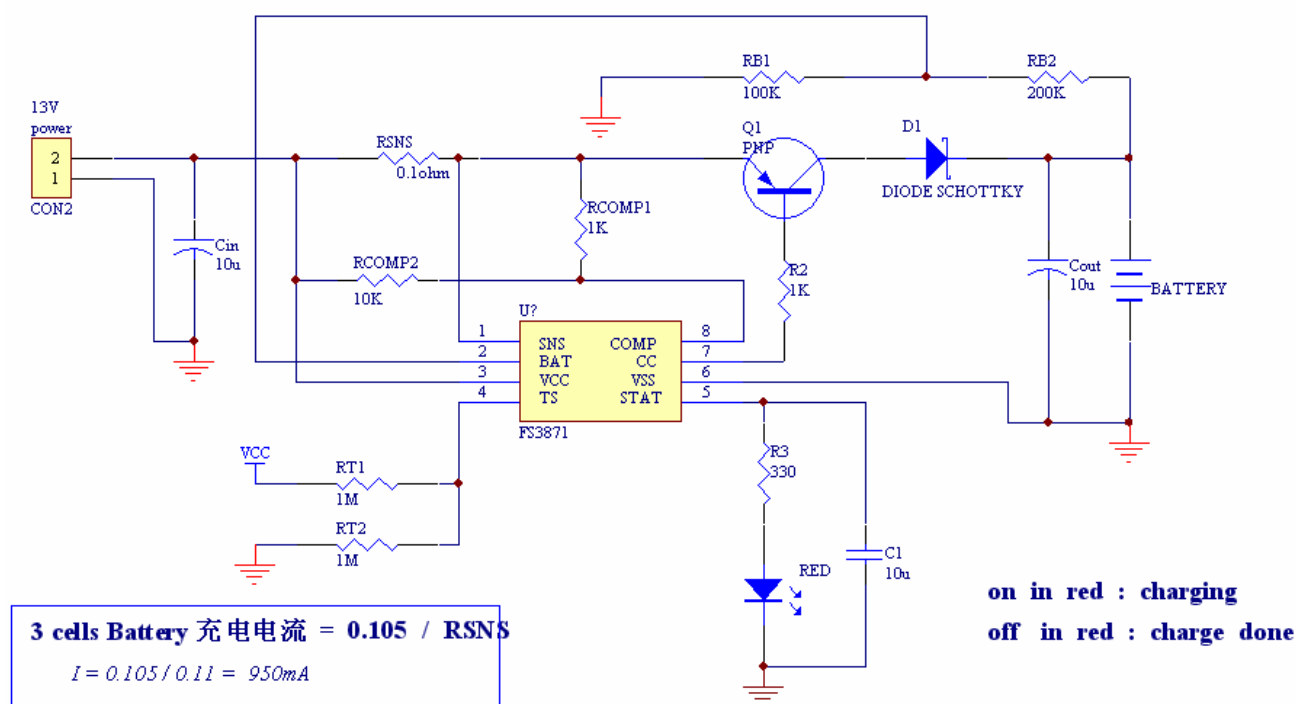 RB1
100K
RB2
200K
13V
power
2
1
CON2
RSNS
0.1ohm
Q1
PNP
D1
DIODE SCHOTTKY
RCOMP1
1K
Cin
10u
RCOMP2
10K
R2
1K
Cout
10u
BATTERY
U?
1
2
3
4
SNS
BAT
VCC
TS
COMP
CC
VSS
STAT
8
7
6
5
FS3871
VCC
RT1
1M
RT2
1M
R3
330
RED
C1
10u
on in red : charging
off in red : charge done
3 cells Battery 充电电流 = 0.105 / RSNS
I = 0.105 / 0.11 = 950mA